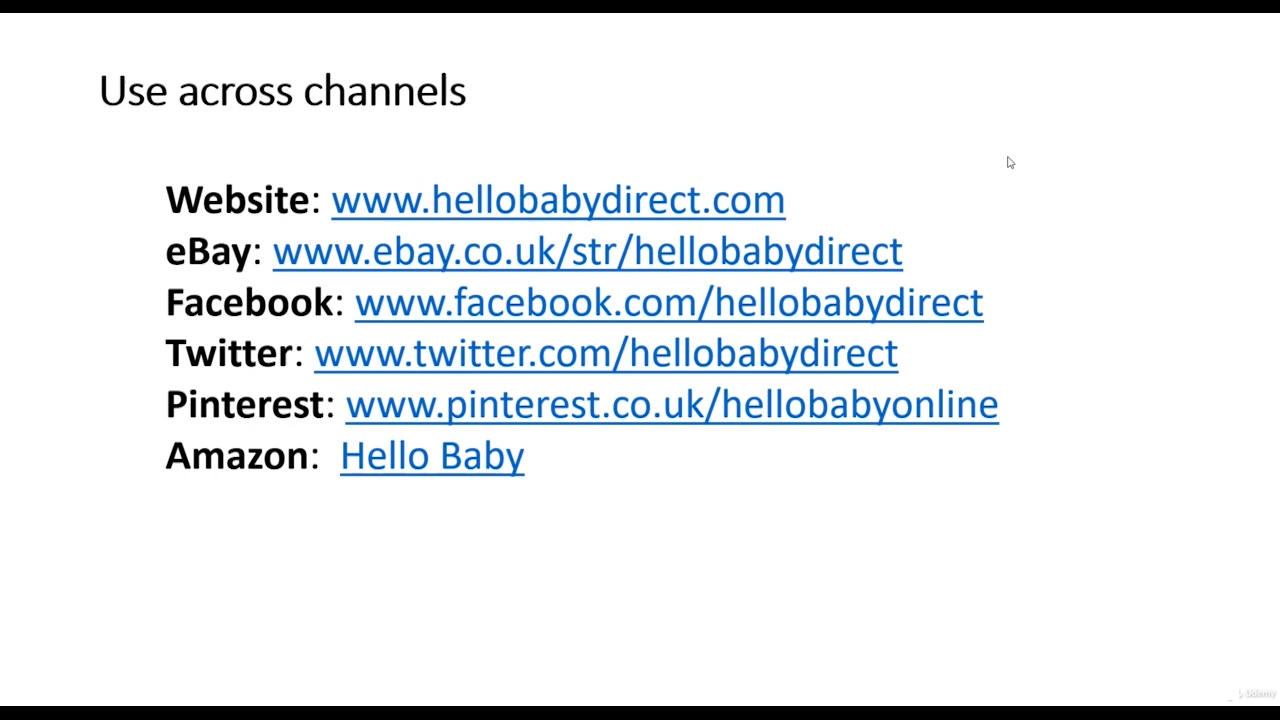 Use across channels
Website: www.hellobabydirect.com
eBay: www.ebay.co.uk/str/hellobabydirect
Facebook: www.facebook.com/hellobabydirect
Twitter: www.twitter.com/hellobabydirect
Pinterest: www.pinterest.co.uk/hellobabyonline
Amazon: Hello Baby
Udemy